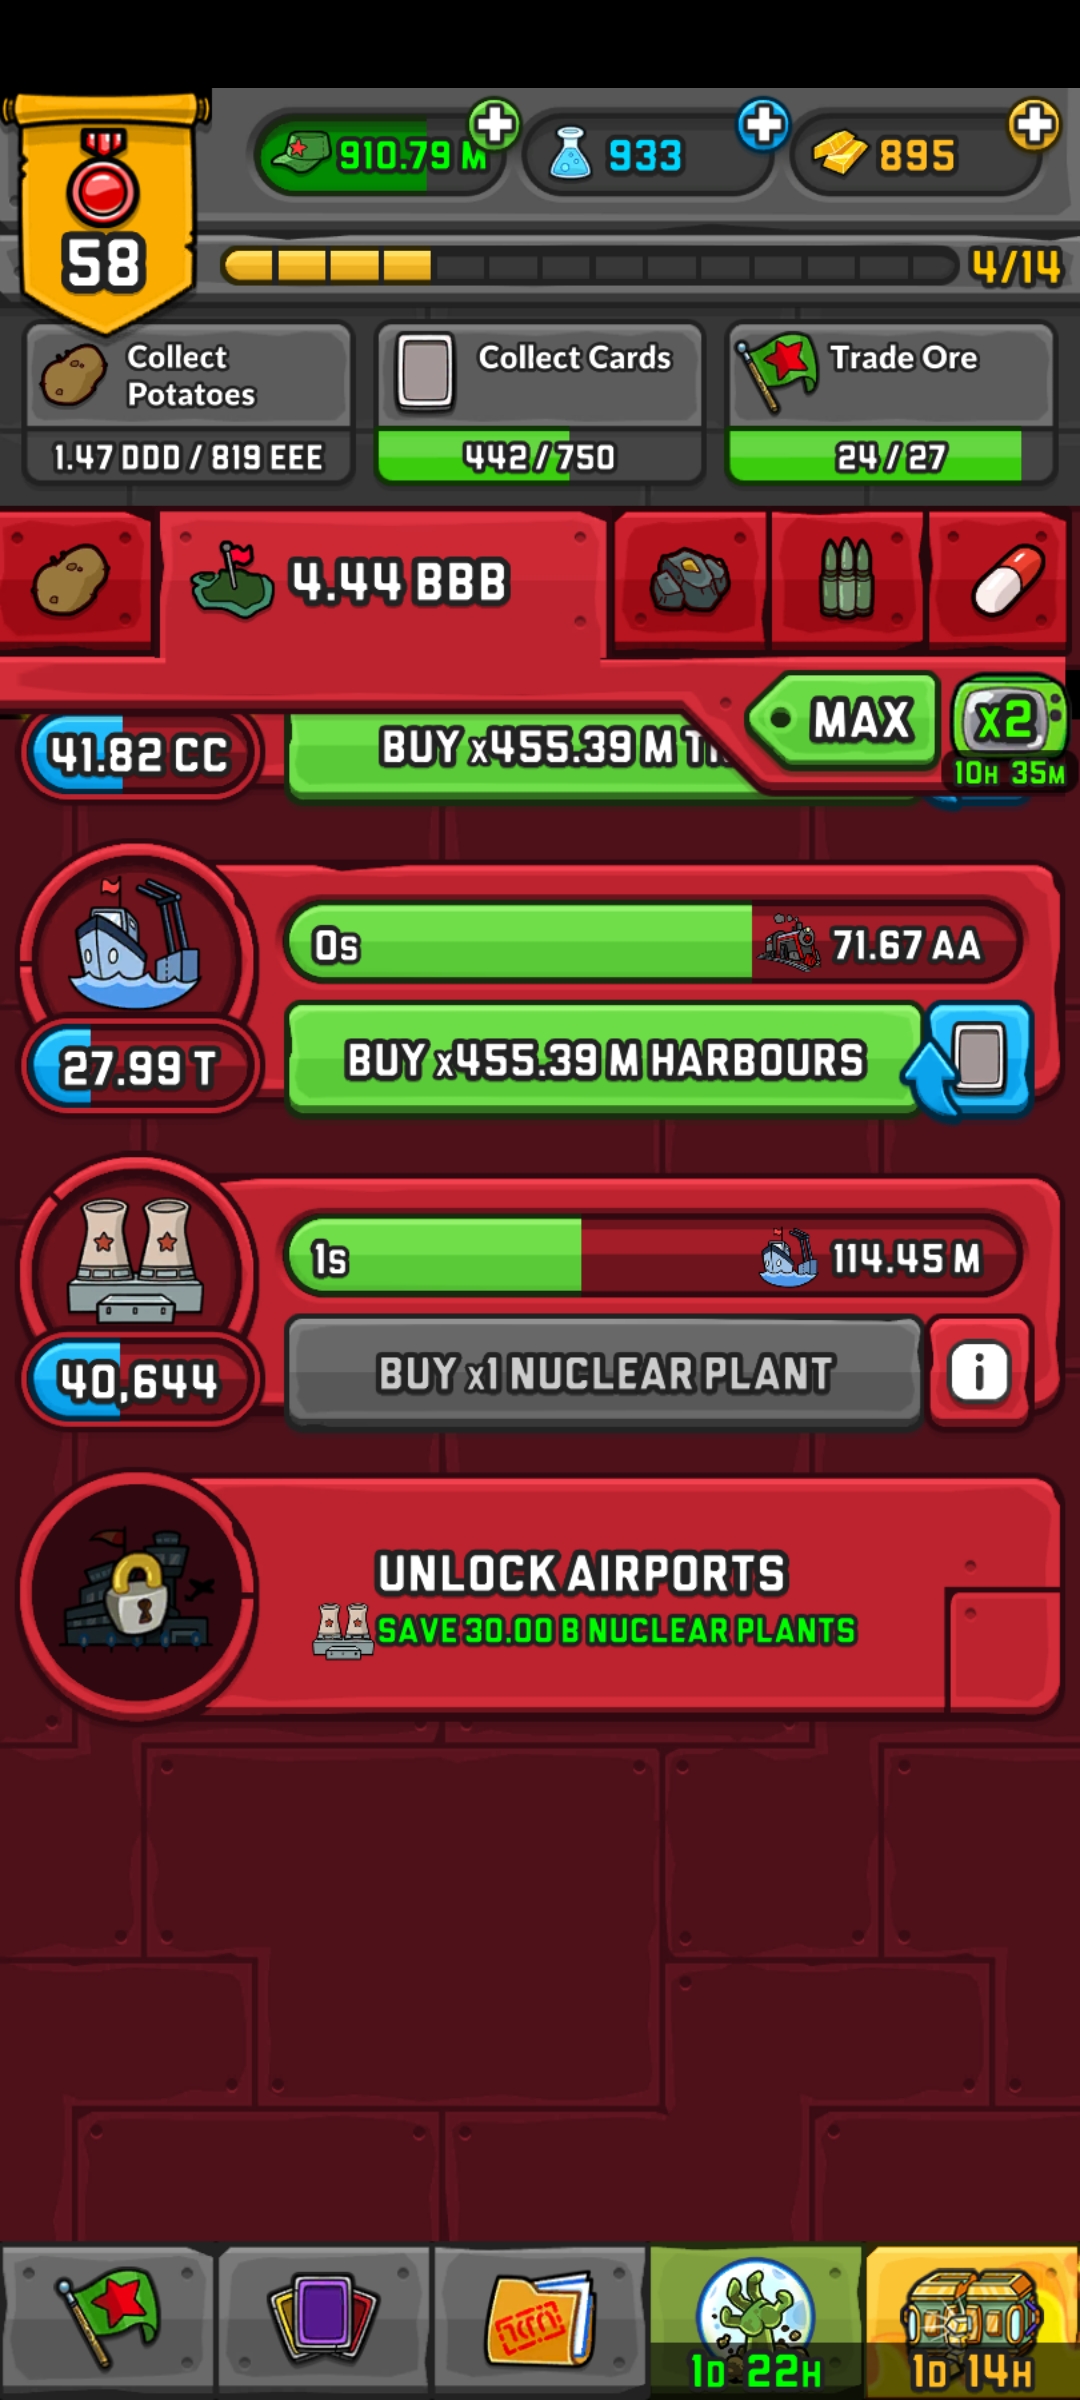 910.79 M
933
895
58
4/14
Collect
Potatoes
Collect Cards
Trade Ore
1.47 DDD / 819 EEE
442/750
24/27
4.44 BBB
MAX
x2
10H 35M
41.82 CC
BUY x455.39 M
0s
71.67 AA
27.99 T
BUY x455.39 M HARBOURS
1s
114.45 M
40,644
BUY x1 NUCLEAR PLANT
i
UNLOCK AIRPORTS
SAVE 30.00 B NUCLEAR PLANTS
1D 22H
1D 14H